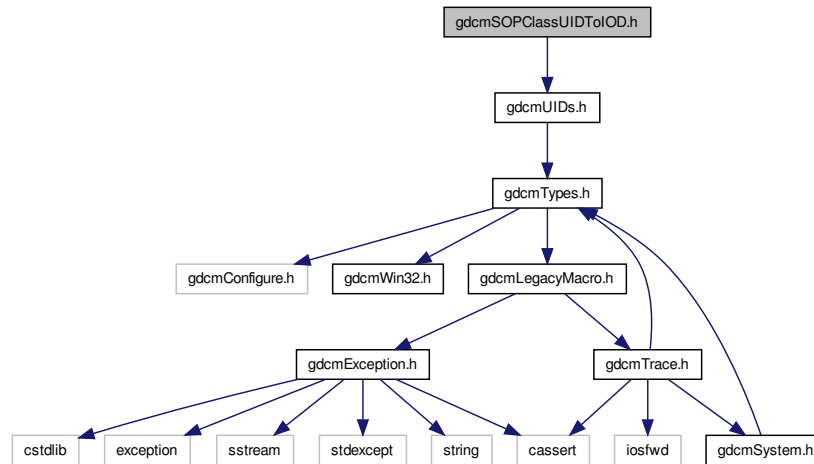 gdcmSOPClassUIDToIOD.h
gdcmUIDs.h
gdcmTypes.h
gdcmConfigure.h
gdcmWin32.h
gdcmLegacyMacro.h
gdcmException.h
gdcmTrace.h
cstdlib
exception
sstream
stdexcept
string
cassert
iosfwd
gdcmSystem.h